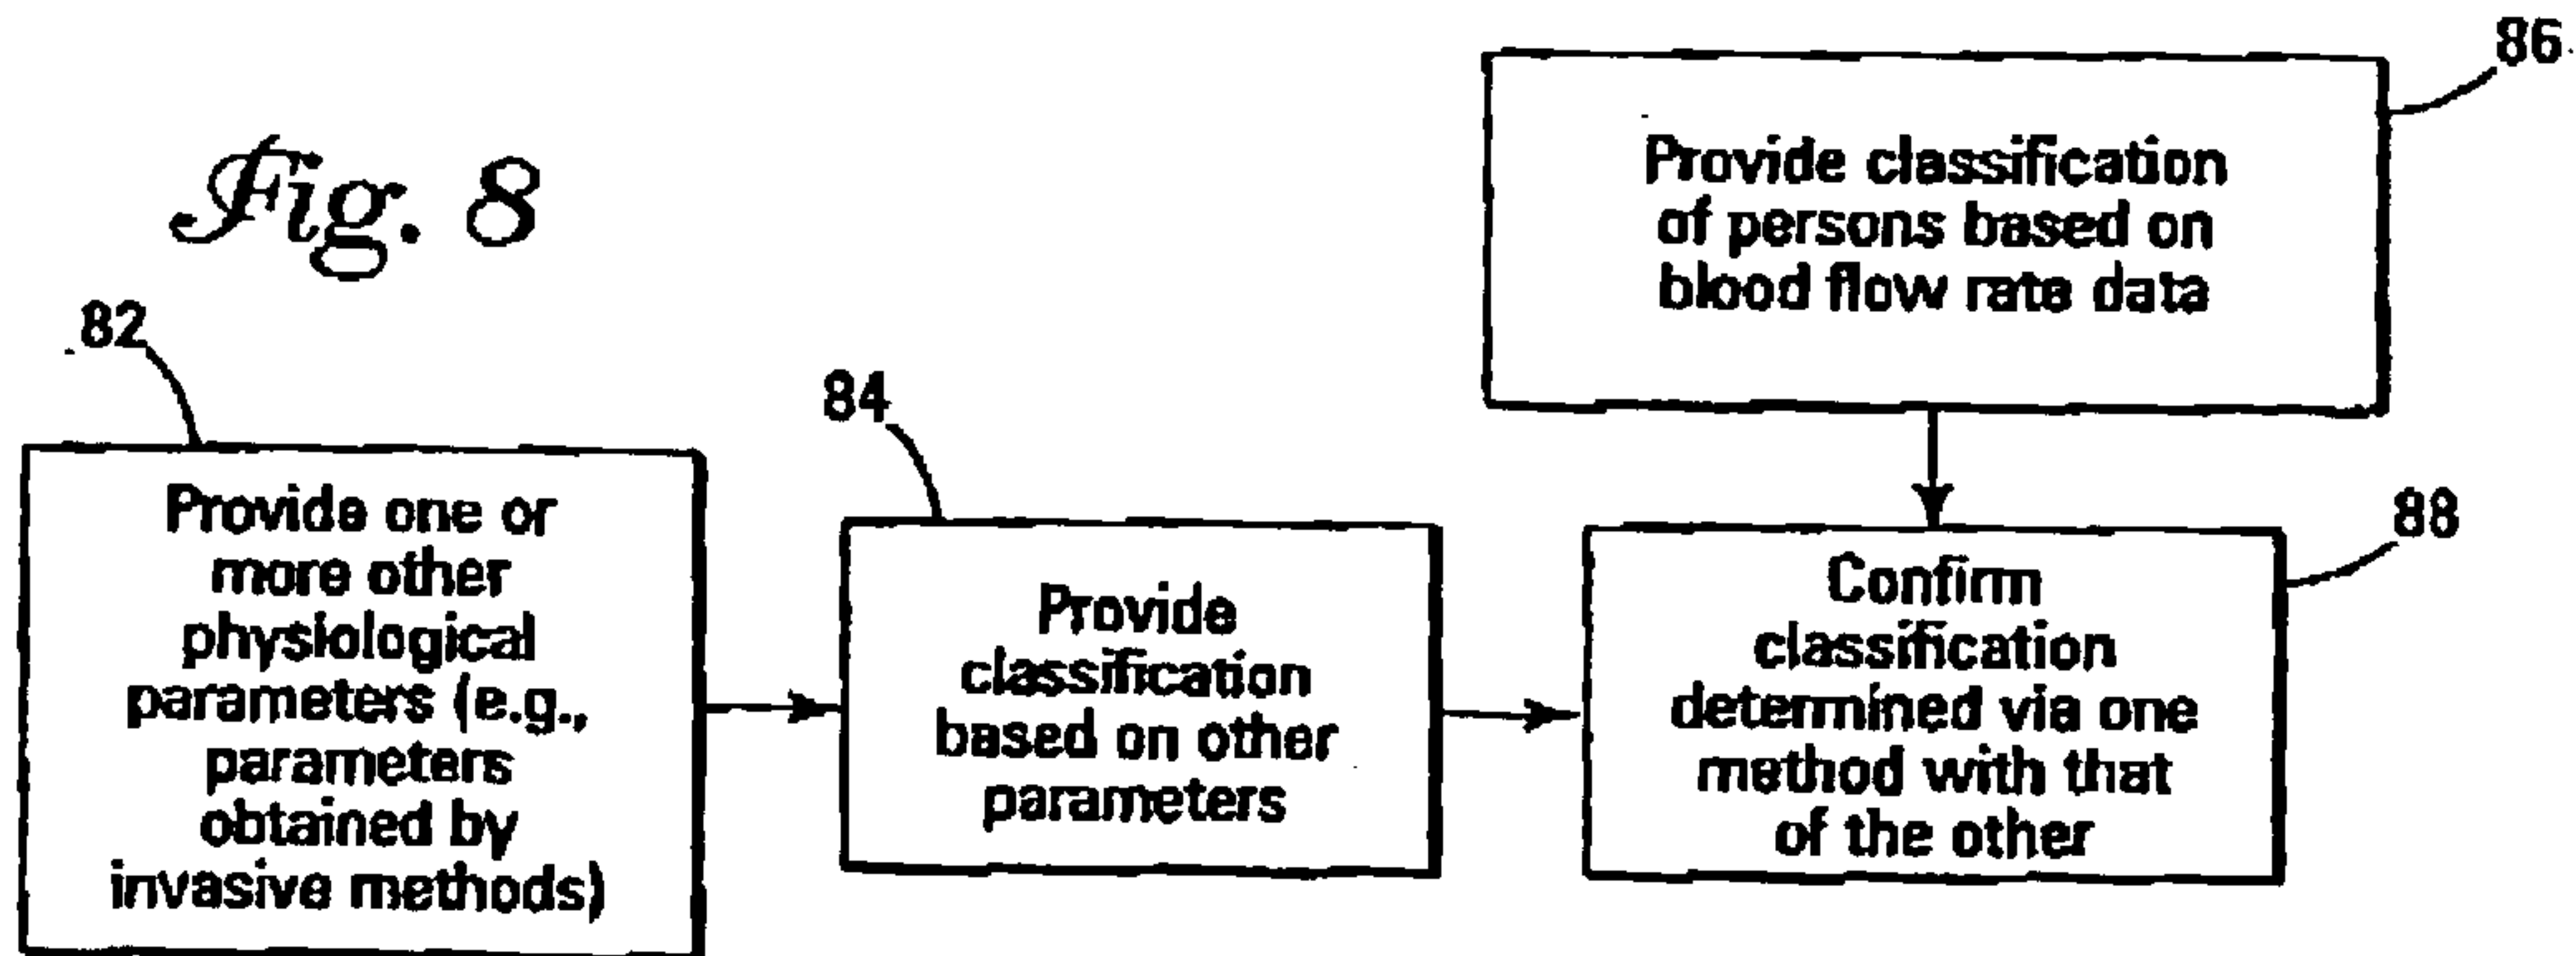 Fig. 8
86
Provide classification
of persons based on
blood flow rate data
82
Provide one or
more other
physiological
parameters (e.g.,
parameters
obtained by
invasive methods)
84
Provide
classification
based on other
parameters
88
Confirm
classification
determined via one
method with that
of the other